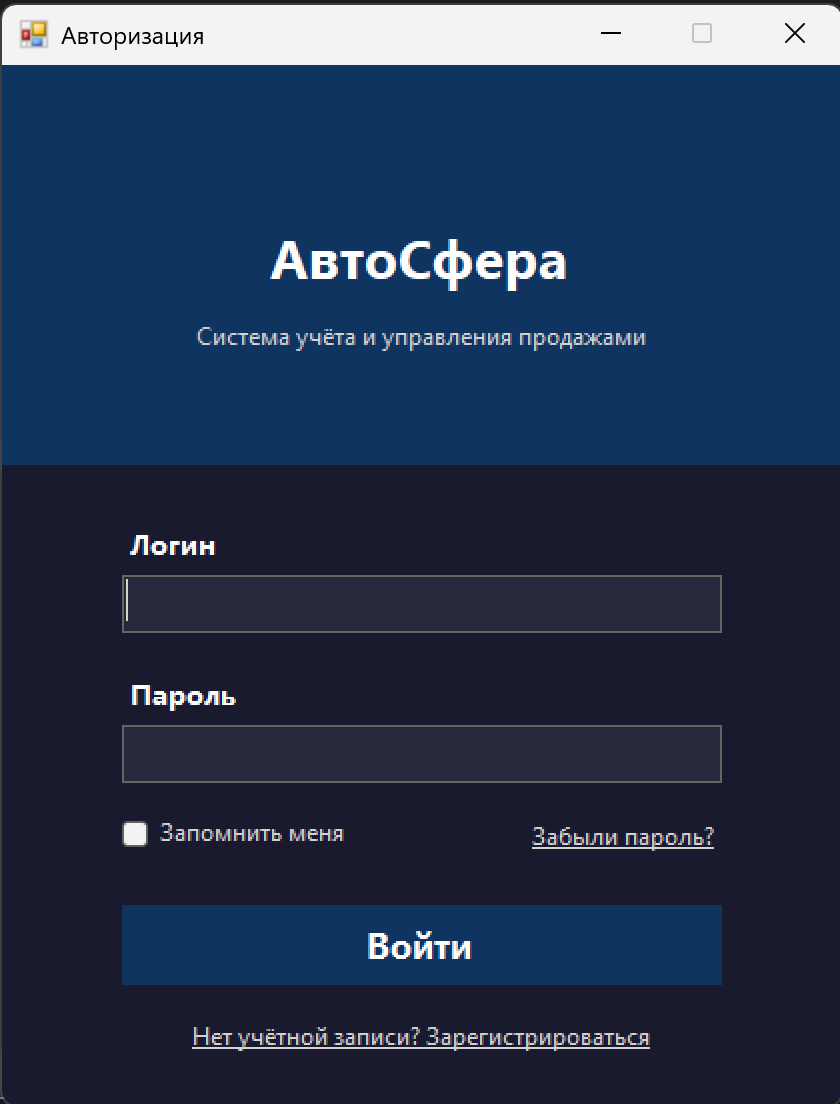 Авторизация
АвтоСфера
Система учёта и управления продажами
Логин
Пароль
Запомнить меня
Забыли пароль?
Войти
Нет учётной записи? Зарегистрироваться